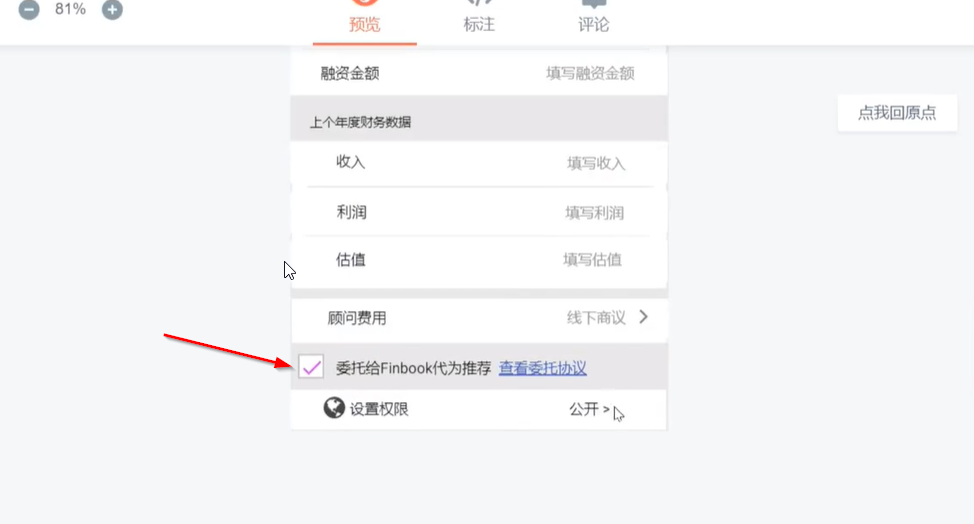 81%
预览
标注
评论
融资金额 填写融资金额
点我回原点
上个年度财务数据
收入 填写收入
利润 填写利润
估值 填写估值
顾问费用 线下商议 >
委托给Finbook代为推荐 查看委托协议
设置权限 公开 >